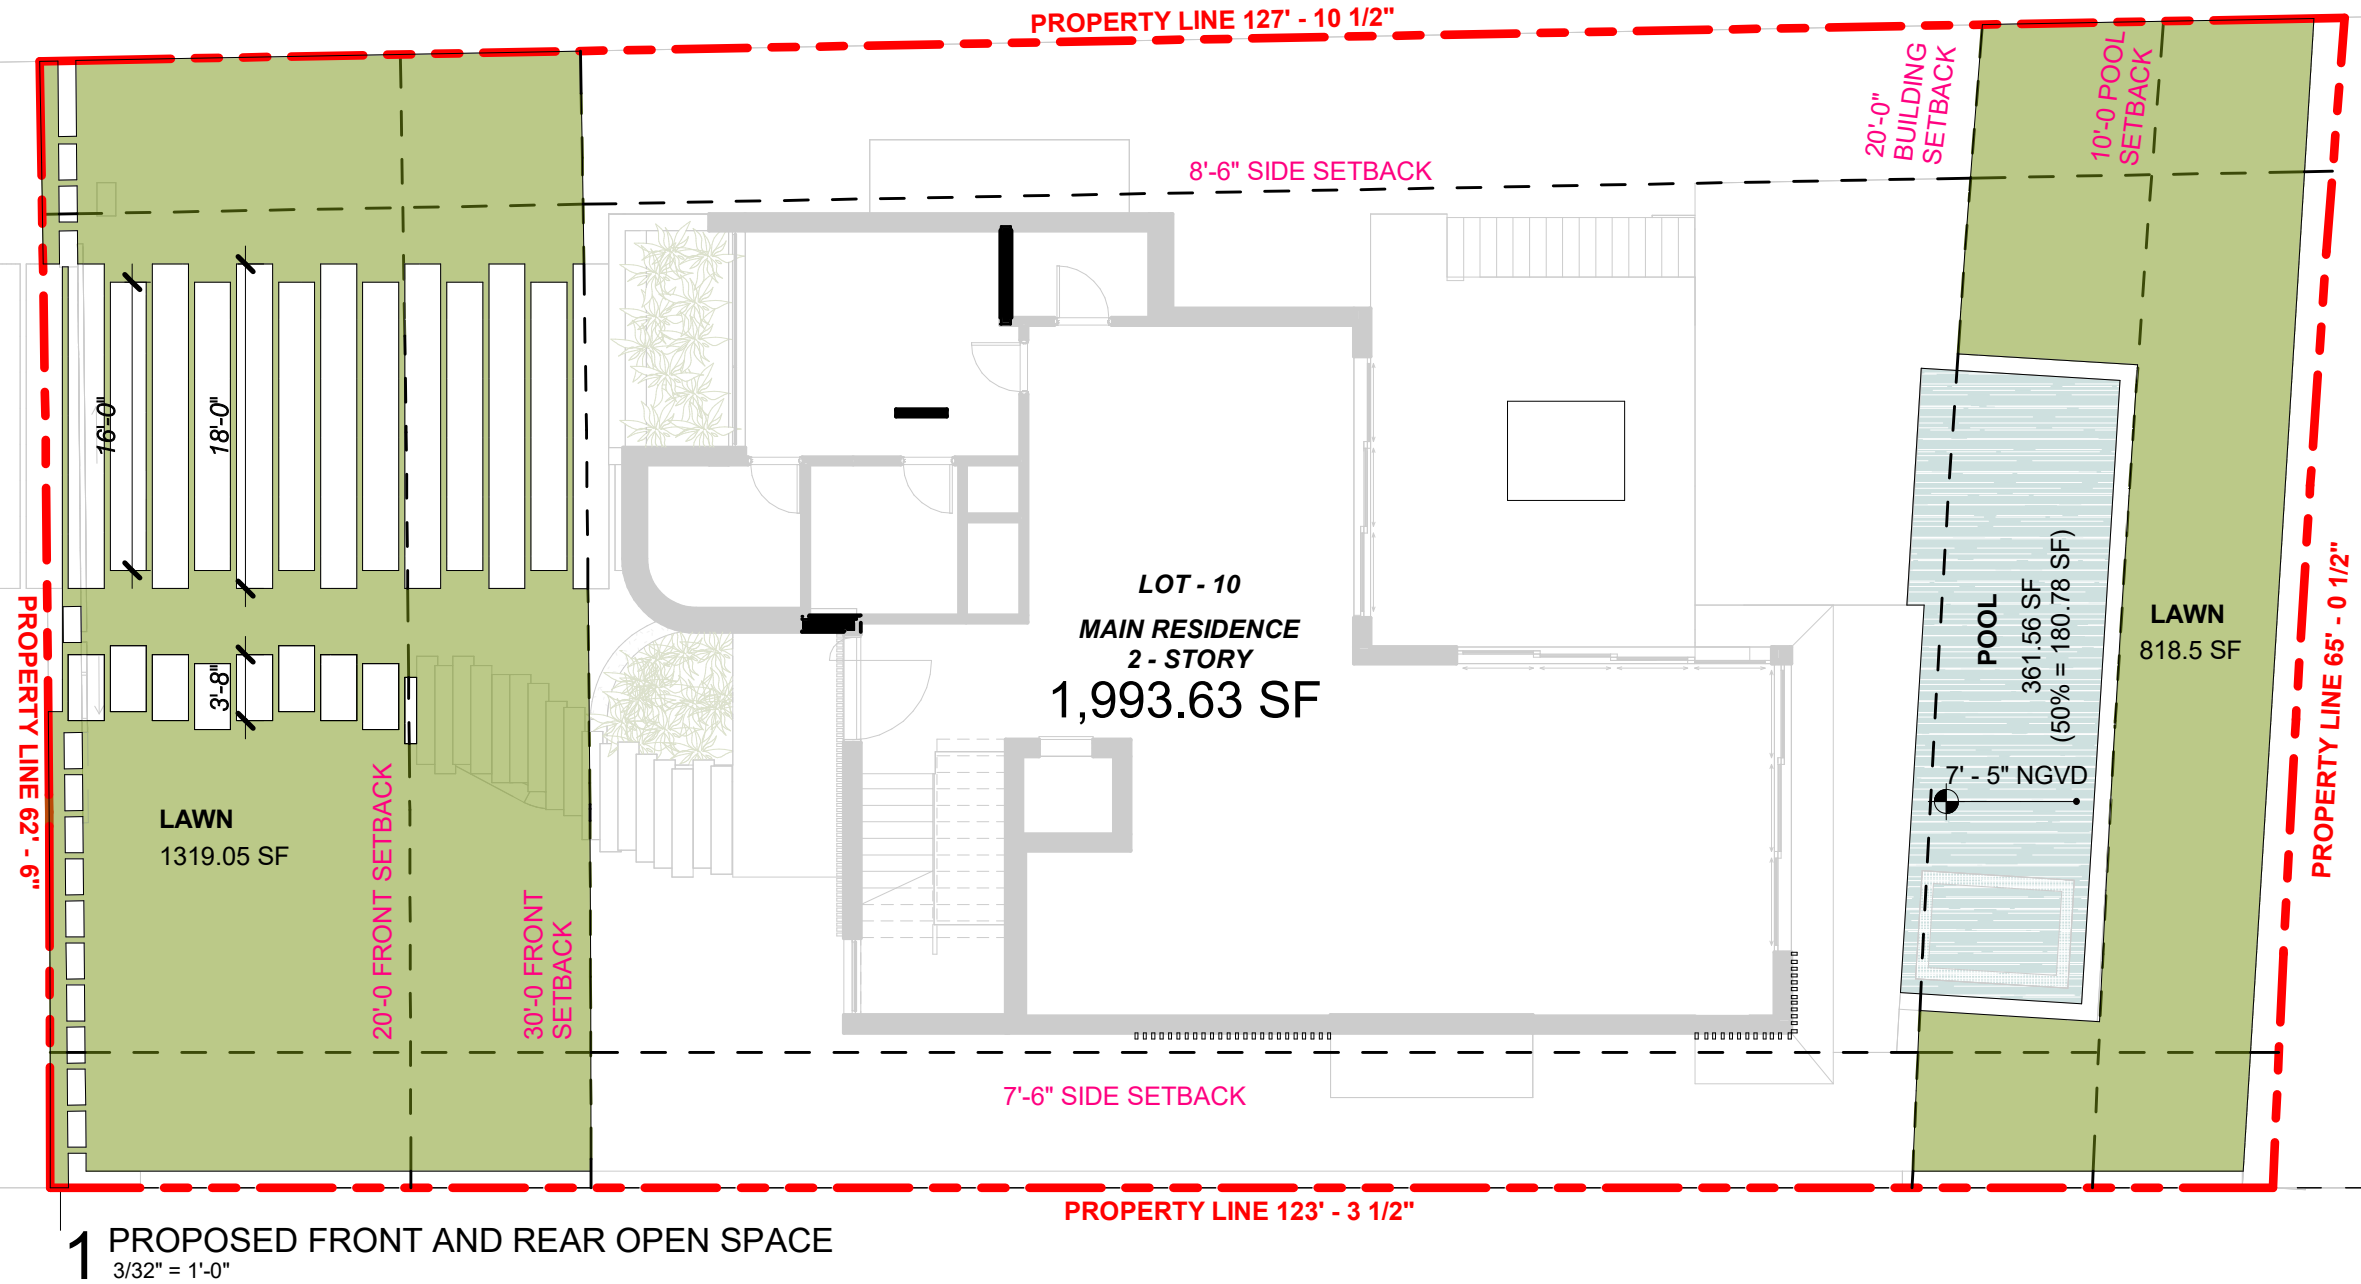 PROPERTY LINE 127' - 10 1/2"
20'-0"
BUILDING
SETBACK
10'-0 POOL
SETBACK
8'-6" SIDE SETBACK
16'-0"
18'-0"
3'-8"
PROPERTY LINE 62' - 6"
LAWN
1319.05 SF
20'-0 FRONT SETBACK
30'-0 FRONT
SETBACK
LOT - 10
MAIN RESIDENCE
2 - STORY
1,993.63 SF
POOL
361.56 SF
(50% = 180.78 SF)
7' - 5" NGVD
LAWN
818.5 SF
PROPERTY LINE 65' - 0 1/2"
7'-6" SIDE SETBACK
PROPERTY LINE 123' - 3 1/2"
1 PROPOSED FRONT AND REAR OPEN SPACE
3/32" = 1'-0"